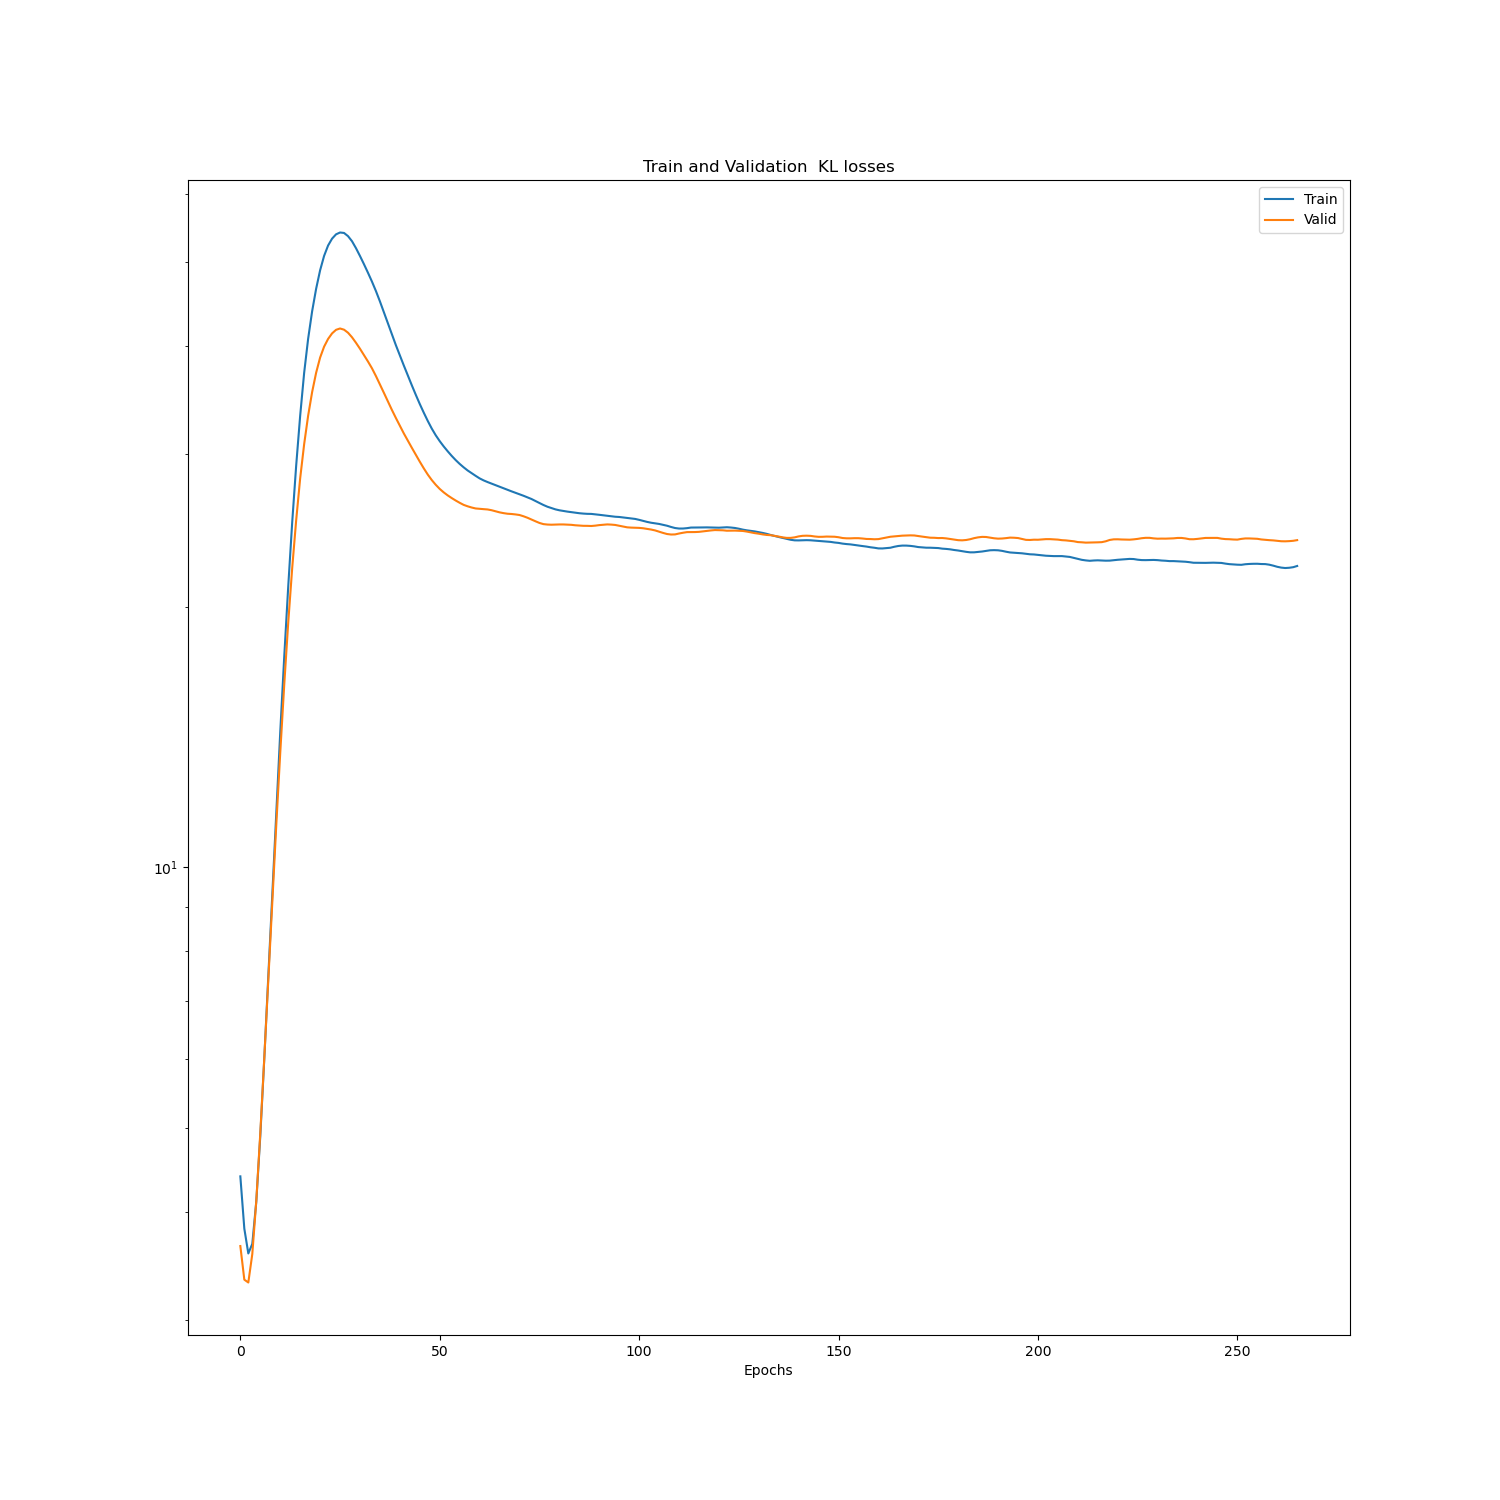 Train and Validation  KL losses
Train
Valid
10¹
0 50 100 150 200 250
Epochs